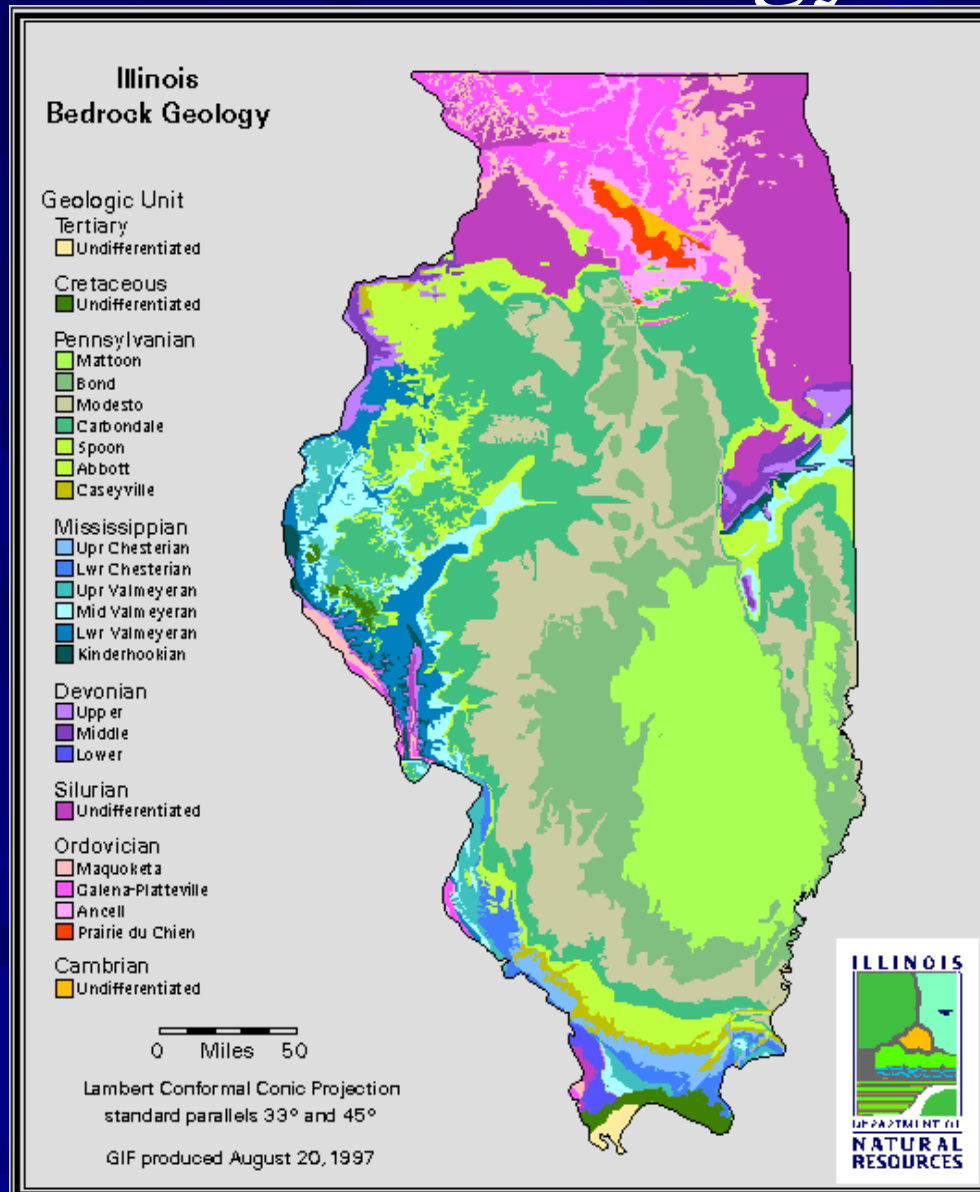 Illinois
Bedrock Geology
Geologic Unit
Tertiary
Undifferentiated
Cretaceous
Undifferentiated
Pennsylvanian
Mattoon
Bond
Modesto
Carbondale
Spoon
Abbott
Caseyville
Mississippian
Upr Chesterian
Lwr Chesterian
Upr Valmeyeran
Mid Valmeyeran
Lwr Valmeyeran
Kinderhookian
Devonian
Upper
Middle
Lower
Silurian
Undifferentiated
Ordovician
Maquoketa
Galena-Platteville
Ancell
Prairie du Chien
Cambrian
Undifferentiated
0 Miles 50
Lambert Conformal Conic Projection
standard parallels 33° and 45°
GIF produced August 20, 1997
ILLINOIS
DEPARTMENT OF
NATURAL
RESOURCES